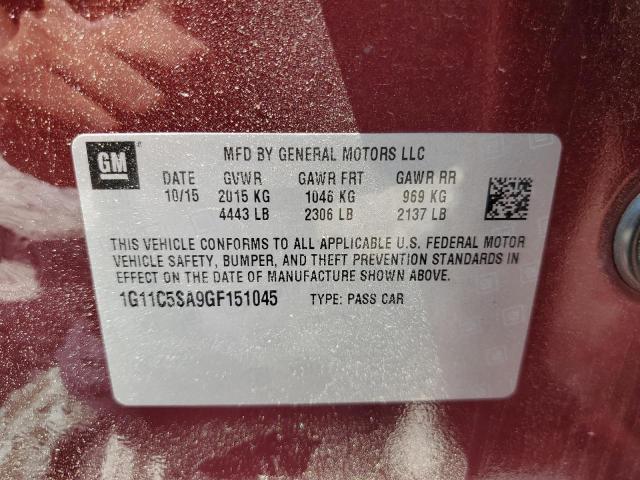 GM
MFD BY GENERAL MOTORS LLC
DATE GVWR GAWR FRT GAWR RR
10/15 2015 KG 1046 KG 969 KG
4443 LB 2306 LB 2137 LB
THIS VEHICLE CONFORMS TO ALL APPLICABLE U.S. FEDERAL MOTOR
VEHICLE SAFETY, BUMPER, AND THEFT PREVENTION STANDARDS IN
EFFECT ON THE DATE OF MANUFACTURE SHOWN ABOVE.
1G11C5SA9GF151045 TYPE: PASS CAR